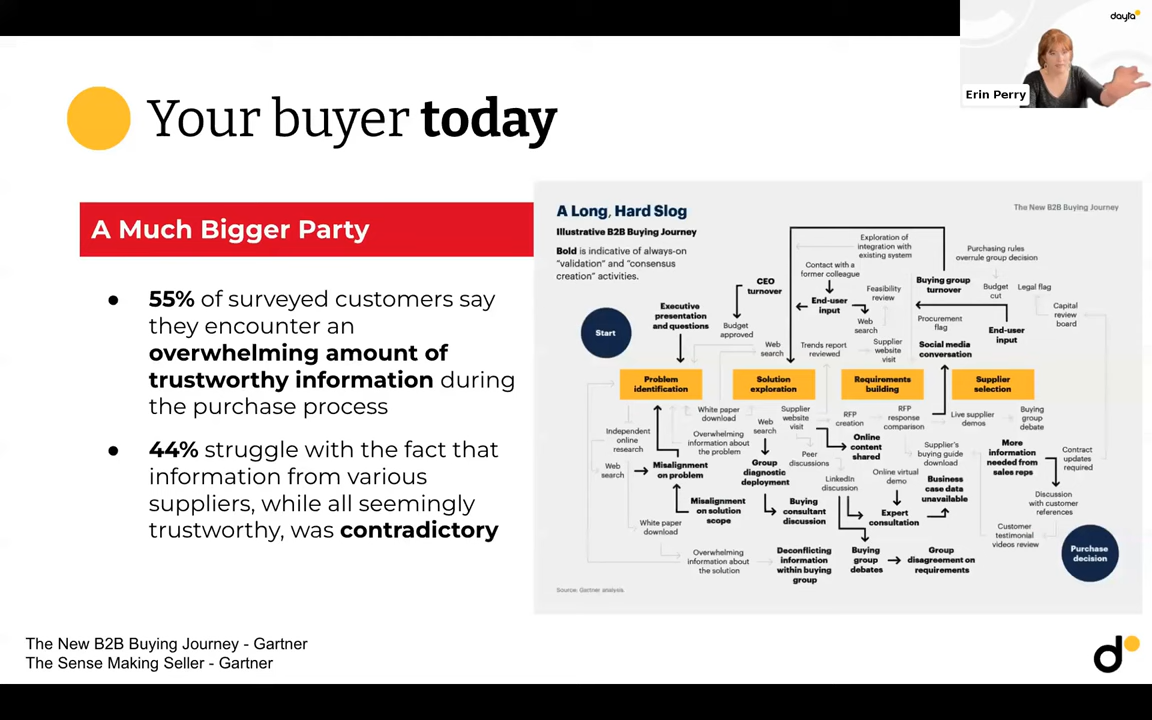 dayta
Erin Perry
Your buyer today
A Much Bigger Party
● 55% of surveyed customers say
they encounter an
overwhelming amount of
trustworthy information during
the purchase process
● 44% struggle with the fact that
information from various
suppliers, while all seemingly
trustworthy, was contradictory
The New B2B Buying Journey - Gartner
The Sense Making Seller - Gartner
A Long, Hard Slog
The New B2B Buying Journey
Illustrative B2B Buying Journey
Bold is indicative of always-on
“validation” and “consensus
creation” activities.
Start
Executive
presentation
and questions
CEO
turnover
Budget
approved
Web
search
Exploration of
integration with
existing system
Contact with a
former colleague
End-user
input
Feasibility
review
Web
search
Trends report
reviewed
Supplier
website
visit
Purchasing rules
overrule group decision
Buying group
turnover
Budget
cut
Legal flag
Capital
review
board
Procurement
flag
End-user
input
Social media
conversation
Problem
identification
Solution
exploration
Requirements
building
Supplier
selection
White paper
download
Independent
online
research
Overwhelming
information about
the problem
Web
search
Misalignment
on problem
Misalignment
on solution
scope
White paper
download
Overwhelming
information about
the solution
Web
search
Supplier
website
visit
Group
diagnostic
deployment
Peer
discussions
Buying
consultant
discussion
Deconflicting
information
within buying
group
RFP
creation
RFP
response
comparison
Online
content
shared
LinkedIn
discussion
Online virtual
demo
Expert
consultation
Supplier's
buying guide
download
Business
case data
unavailable
Buying
group
debates
Group
disagreement on
requirements
Live supplier
demos
Buying
group
debate
More
information
needed from
sales reps
Contract
updates
required
Discussion
with customer
references
Customer
testimonial
videos review
Purchase
decision
Source: Gartner analysis
d